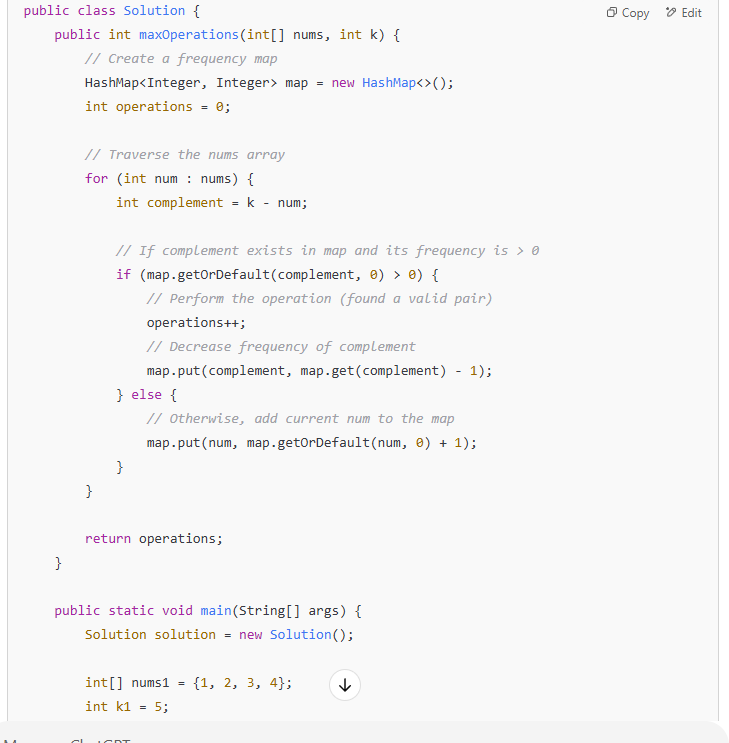 public class Solution {
Copy Edit
    public int maxOperations(int[] nums, int k) {
        // Create a frequency map
        HashMap<Integer, Integer> map = new HashMap<>();
        int operations = 0;

        // Traverse the nums array
        for (int num : nums) {
            int complement = k - num;

            // If complement exists in map and its frequency is > 0
            if (map.getOrDefault(complement, 0) > 0) {
                // Perform the operation (found a valid pair)
                operations++;
                // Decrease frequency of complement
                map.put(complement, map.get(complement) - 1);
            } else {
                // Otherwise, add current num to the map
                map.put(num, map.getOrDefault(num, 0) + 1);
            }
        }

        return operations;
    }

    public static void main(String[] args) {
        Solution solution = new Solution();

        int[] nums1 = {1, 2, 3, 4};
        int k1 = 5;
ChatGPT